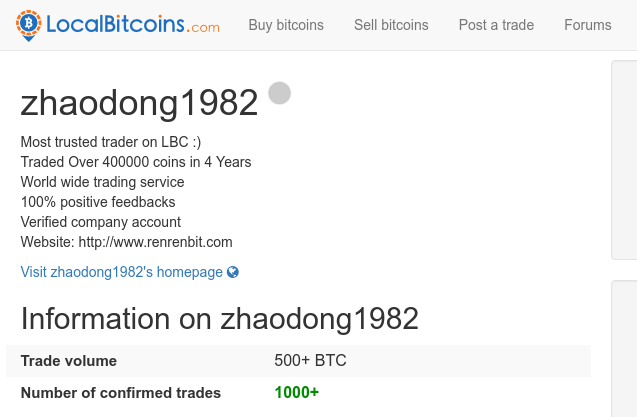 LocalBitcoins.com Buy bitcoins Sell bitcoins Post a trade Forums
zhaodong1982
Most trusted trader on LBC :)
Traded Over 400000 coins in 4 Years
World wide trading service
100% positive feedbacks
Verified company account
Website: http://www.renrenbit.com
Visit zhaodong1982's homepage
Information on zhaodong1982
Trade volume 500+ BTC
Number of confirmed trades 1000+